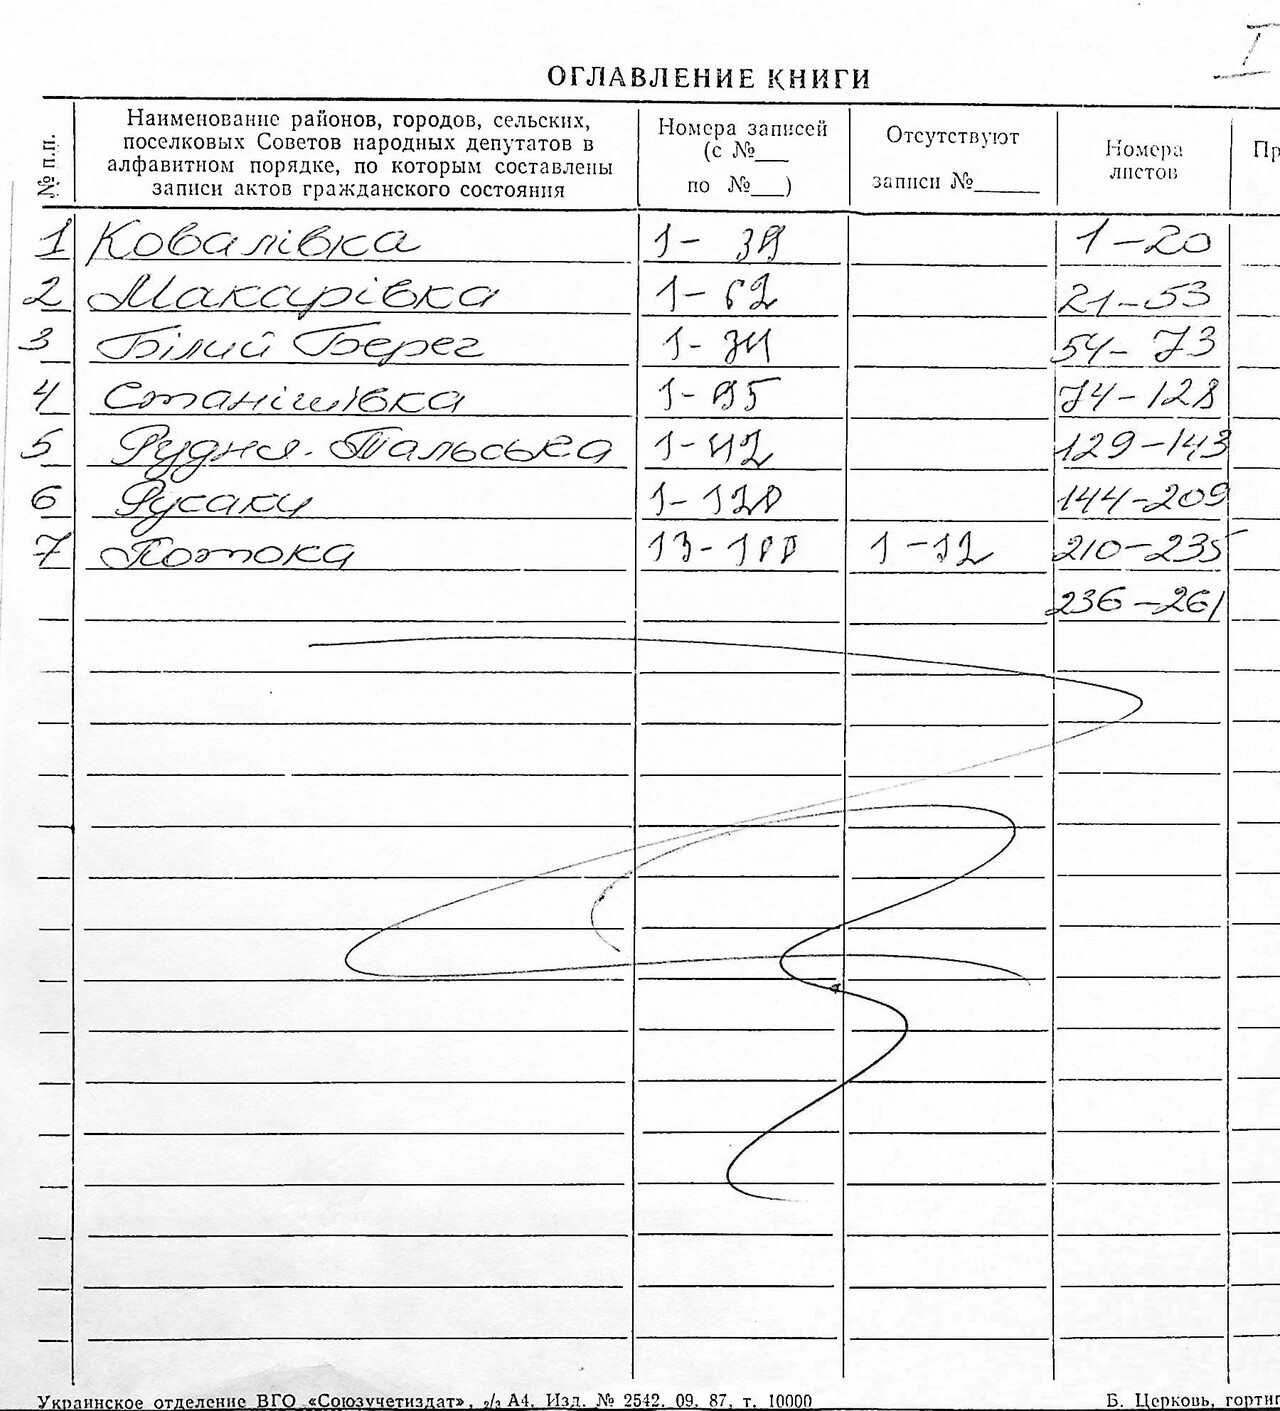 I
ОГЛАВЛЕНИЕ КНИГИ
№ п.п.
Наименование районов, городов, сельских,
поселковых Советов народных депутатов в
алфавитном порядке, по которым составлены
записи актов гражданского состояния
Номера записей
(с №___
по №___)
Отсутствуют
записи №_____
Номера
листов
Пр
1 Ковалівка 1- 39 1-20
2 Макарівка 1- 62 21-53
3 Білий Берег 1- 34 54-73
4 Станішівка 1- 95 74-128
5 Рудня-Тальська 1-42 129-143
6 Русаки 1-128 144-209
7 Потока 13-100 1-12 210-235
236-261
Украинское отделение ВГО «Союзучетиздат», 2/3 А4. Изд. № 2542. 09. 87. т. 10000
Б. Церковь, гортип